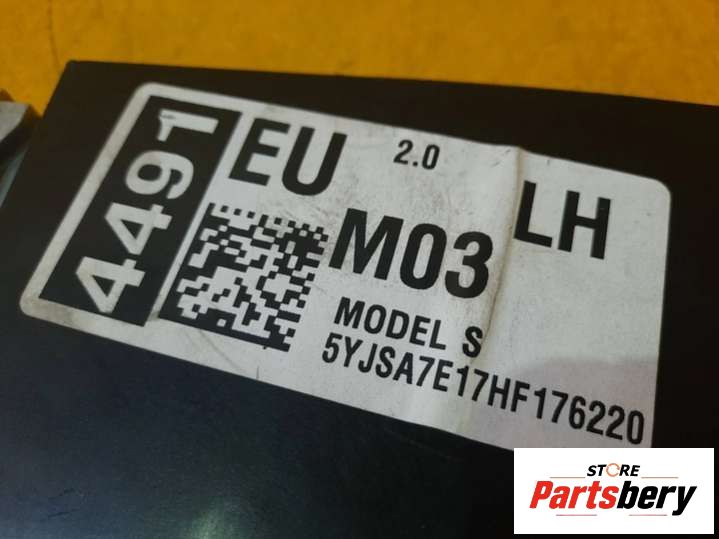 4491
EU
2.0
LH
M03
MODEL S
5YJSA7E17HF176220
STORE
Partsbery